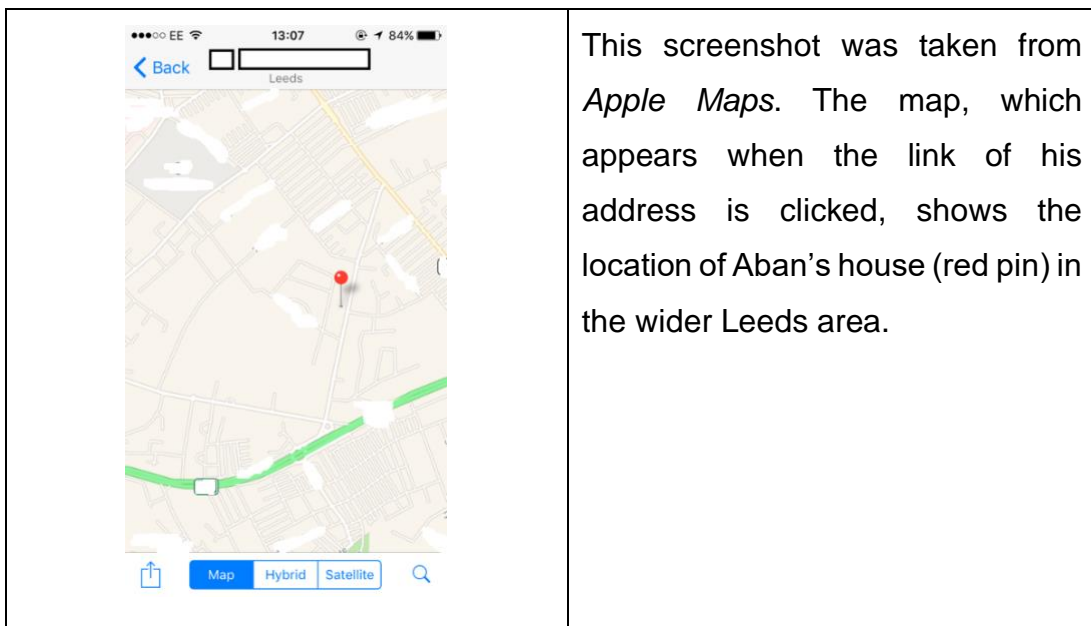 ●●●○○ EE 13:07 84%
Back
Leeds
Map Hybrid Satellite
This screenshot was taken from
Apple Maps. The map, which
appears when the link of his
address is clicked, shows the
location of Aban's house (red pin) in
the wider Leeds area.